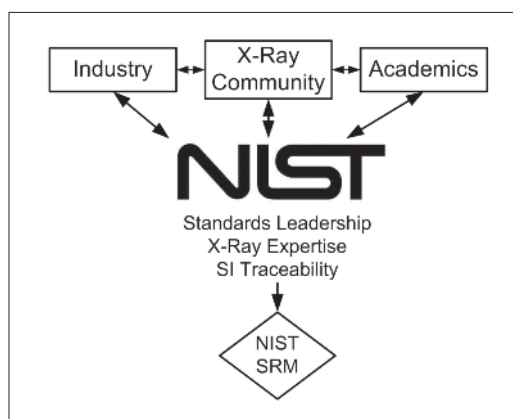 Industry
X-Ray
Community
Academics
NIST
Standards Leadership
X-Ray Expertise
SI Traceability
NIST
SRM